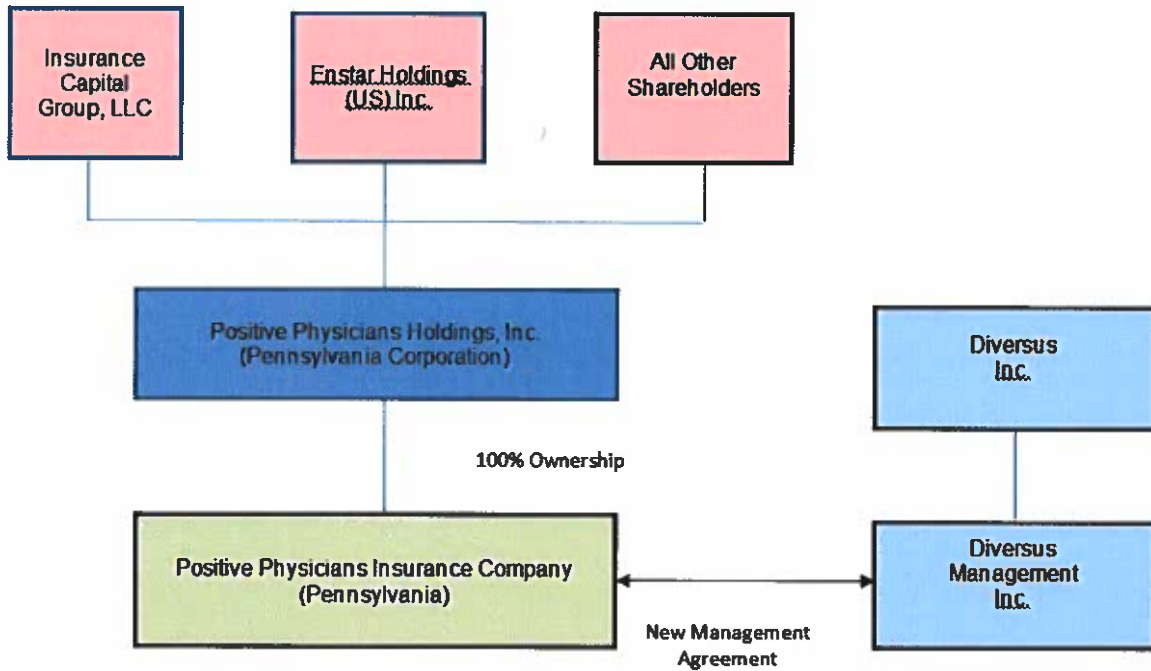 Insurance
Capital
Group, LLC
Enstar Holdings
(US) Inc.
All Other
Shareholders
Positive Physicians Holdings, Inc.
(Pennsylvania Corporation)
Diversus
Inc.
100% Ownership
Positive Physicians Insurance Company
(Pennsylvania)
Diversus
Management
Inc.
New Management
Agreement